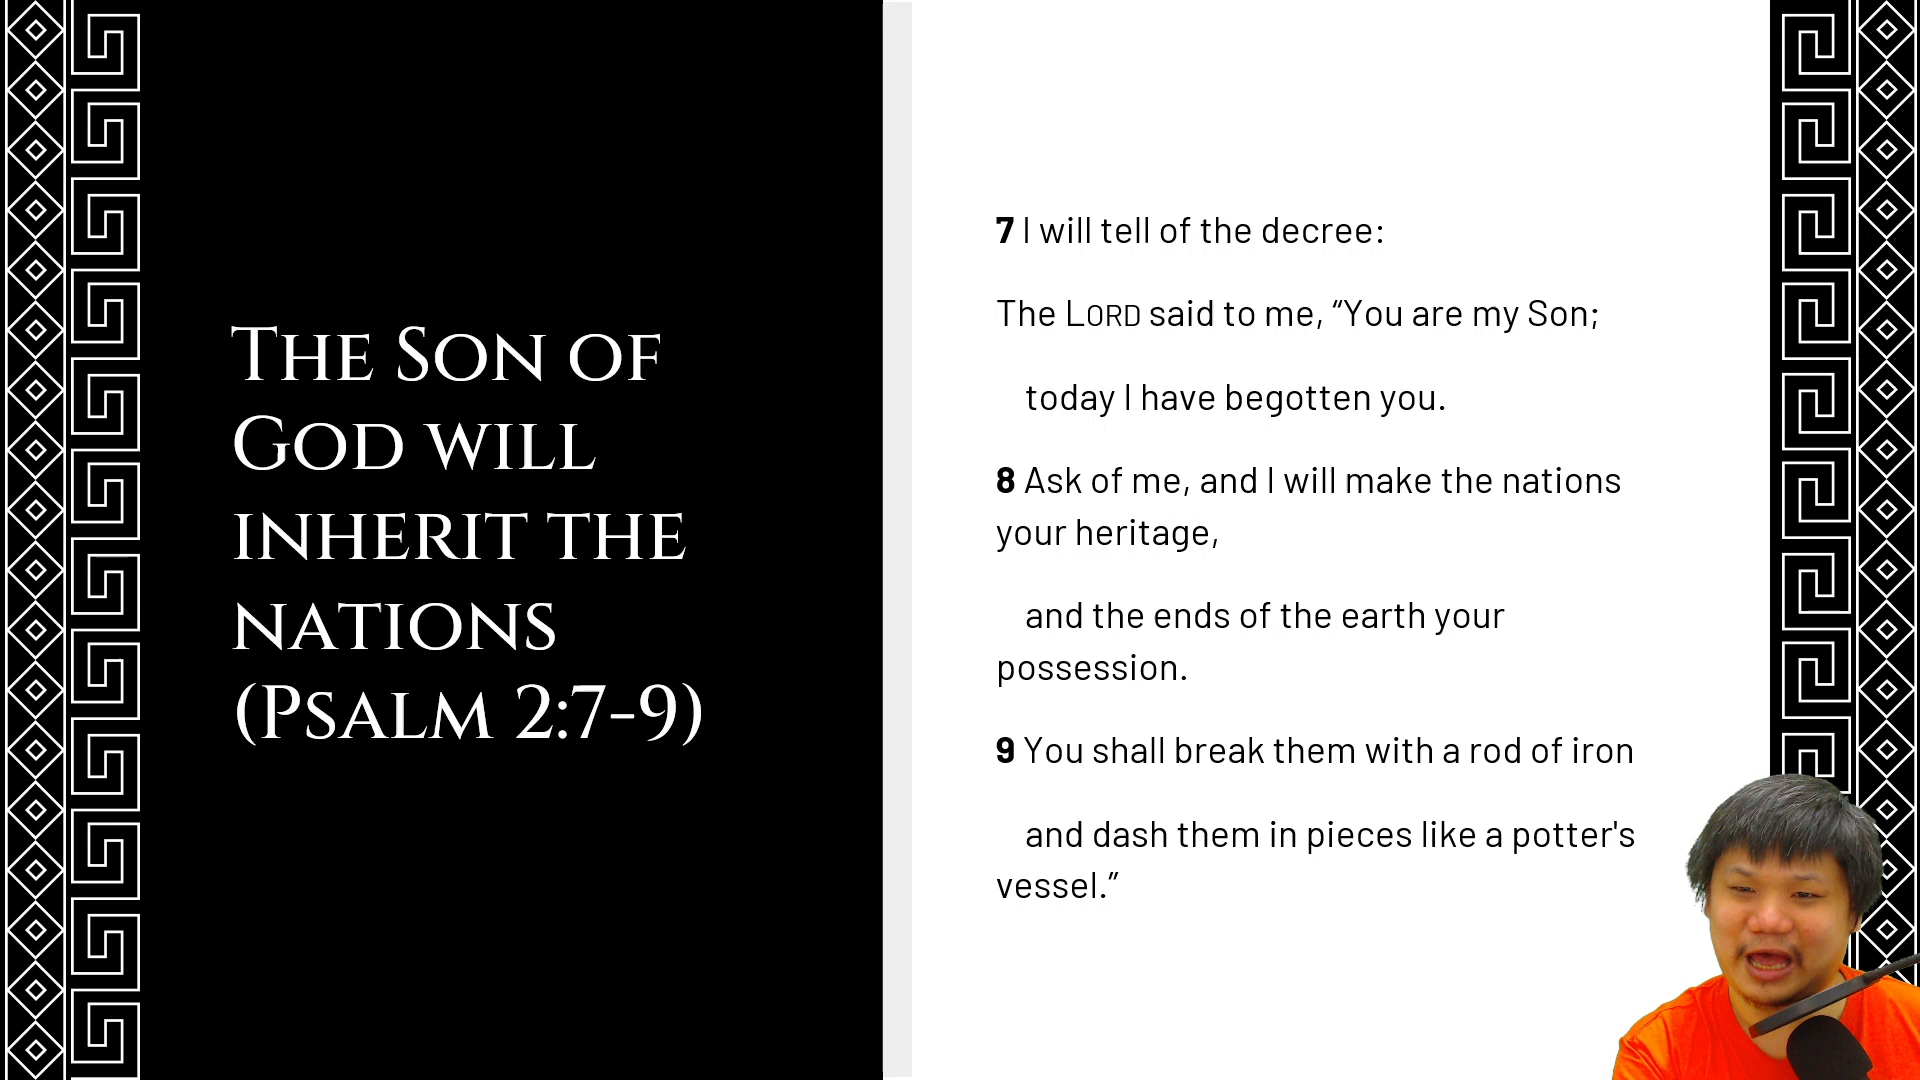 The Son of
God will
inherit the
nations
(Psalm 2:7-9)
7 I will tell of the decree:
The LORD said to me, “You are my Son;
today I have begotten you.
8 Ask of me, and I will make the nations
your heritage,
and the ends of the earth your
possession.
9 You shall break them with a rod of iron
and dash them in pieces like a potter's
vessel.”